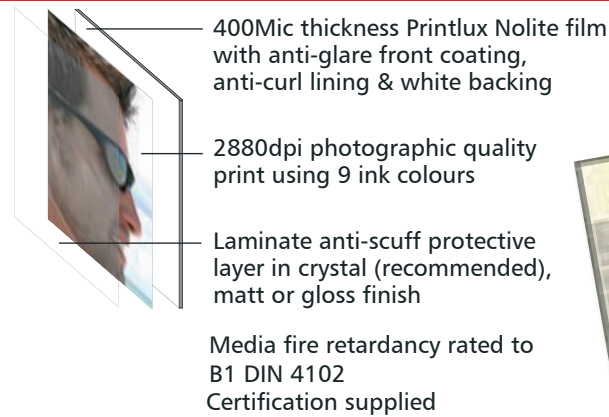 400Mic thickness Printlux Nolite film
with anti-glare front coating,
anti-curl lining & white backing
2880dpi photographic quality
print using 9 ink colours
Laminate anti-scuff protective
layer in crystal (recommended),
matt or gloss finish
Media fire retardancy rated to
B1 DIN 4102
Certification supplied